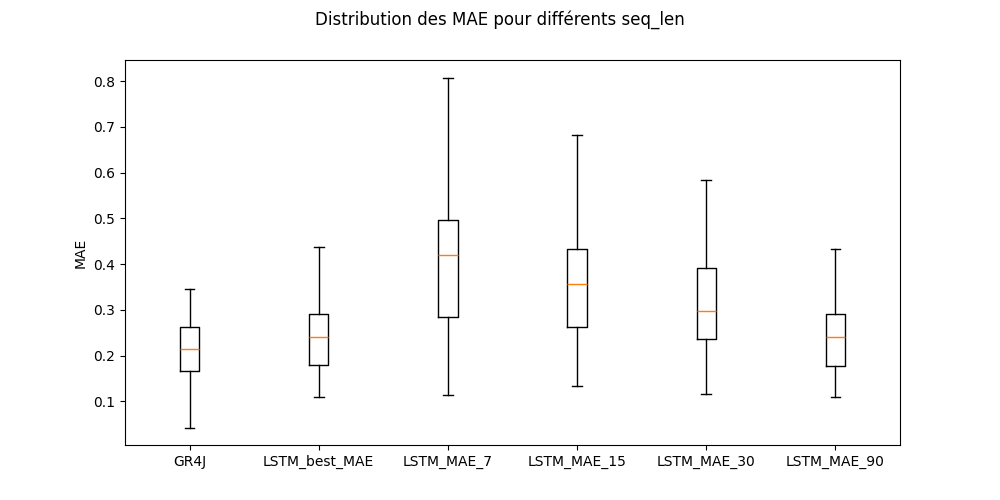 Distribution des MAE pour différents seq_len
0.8
0.7
0.6
0.5
0.4
0.3
0.2
0.1
MAE
GR4J LSTM_best_MAE LSTM_MAE_7 LSTM_MAE_15 LSTM_MAE_30 LSTM_MAE_90